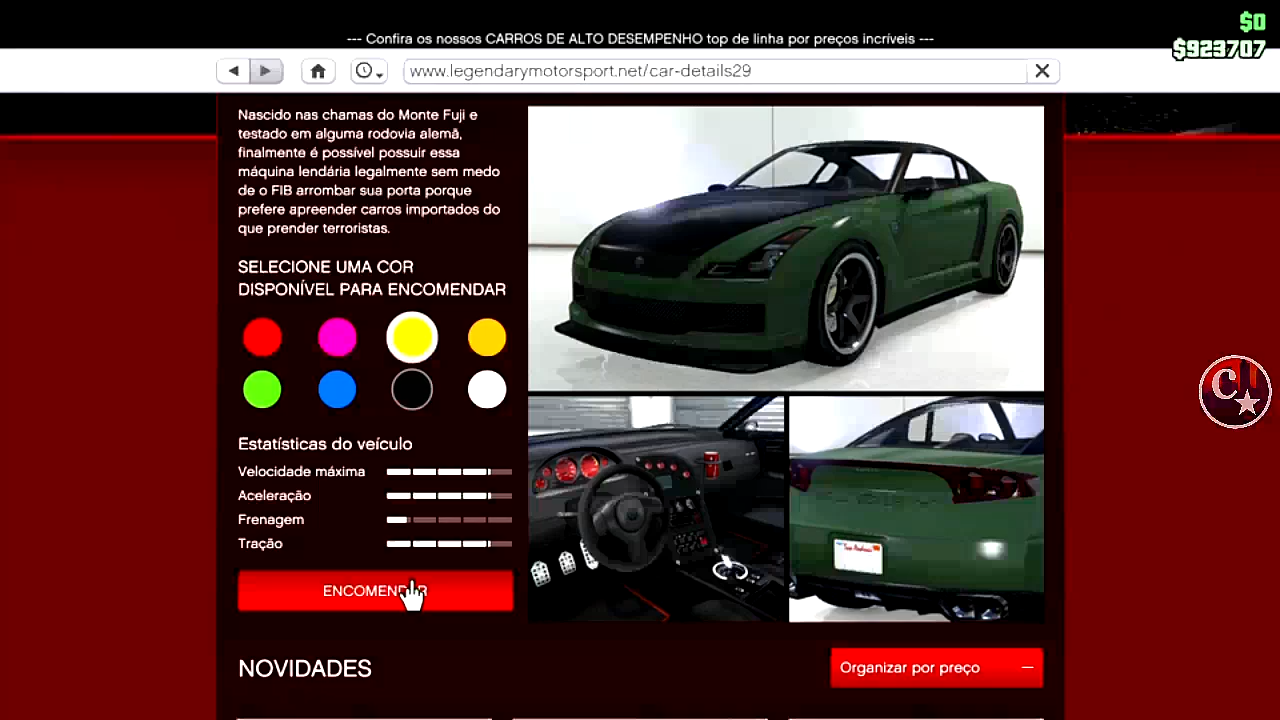 $0
--- Confira os nossos CARROS DE ALTO DESEMPENHO top de linha por preços incríveis ---
$923707
www.legendarymotorsport.net/car-details29
Nascido nas chamas do Monte Fuji e
testado em alguma rodovia alemã,
finalmente é possível possuir essa
máquina lendária legalmente sem medo
de o FIB arrombar sua porta porque
prefere apreender carros importados do
que prender terroristas.
SELECIONE UMA COR
DISPONÍVEL PARA ENCOMENDAR
Estatísticas do veículo
Velocidade máxima
Aceleração
Frenagem
Tração
ENCOMENDAR
NOVIDADES
Organizar por preço
C